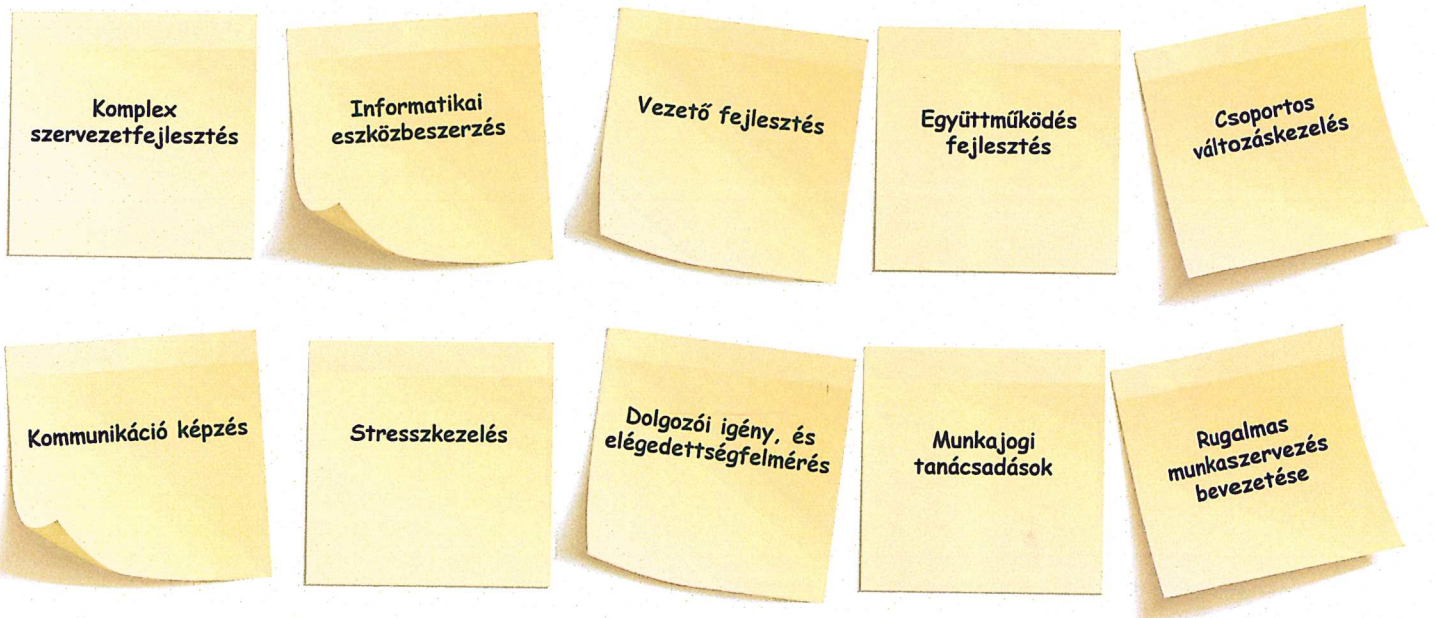 Komplex
szervezetfejlesztés
Informatikai
eszközbeszerzés
Vezető fejlesztés
Együttműködés
fejlesztés
Csoportos
változáskezelés
Kommunikáció képzés
Stresszkezelés
Dolgozói igény, és
elégedettségfelmérés
Munkajogi
tanácsadások
Rugalmas
munkaszervezés
bevezetése